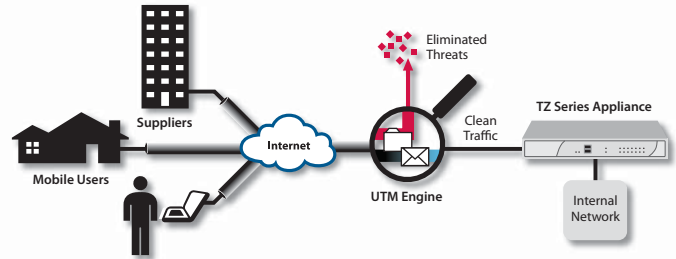 Eliminated
Threats
Suppliers
Internet
Clean
Traffic
TZ Series Appliance
Mobile Users
UTM Engine
Internal
Network